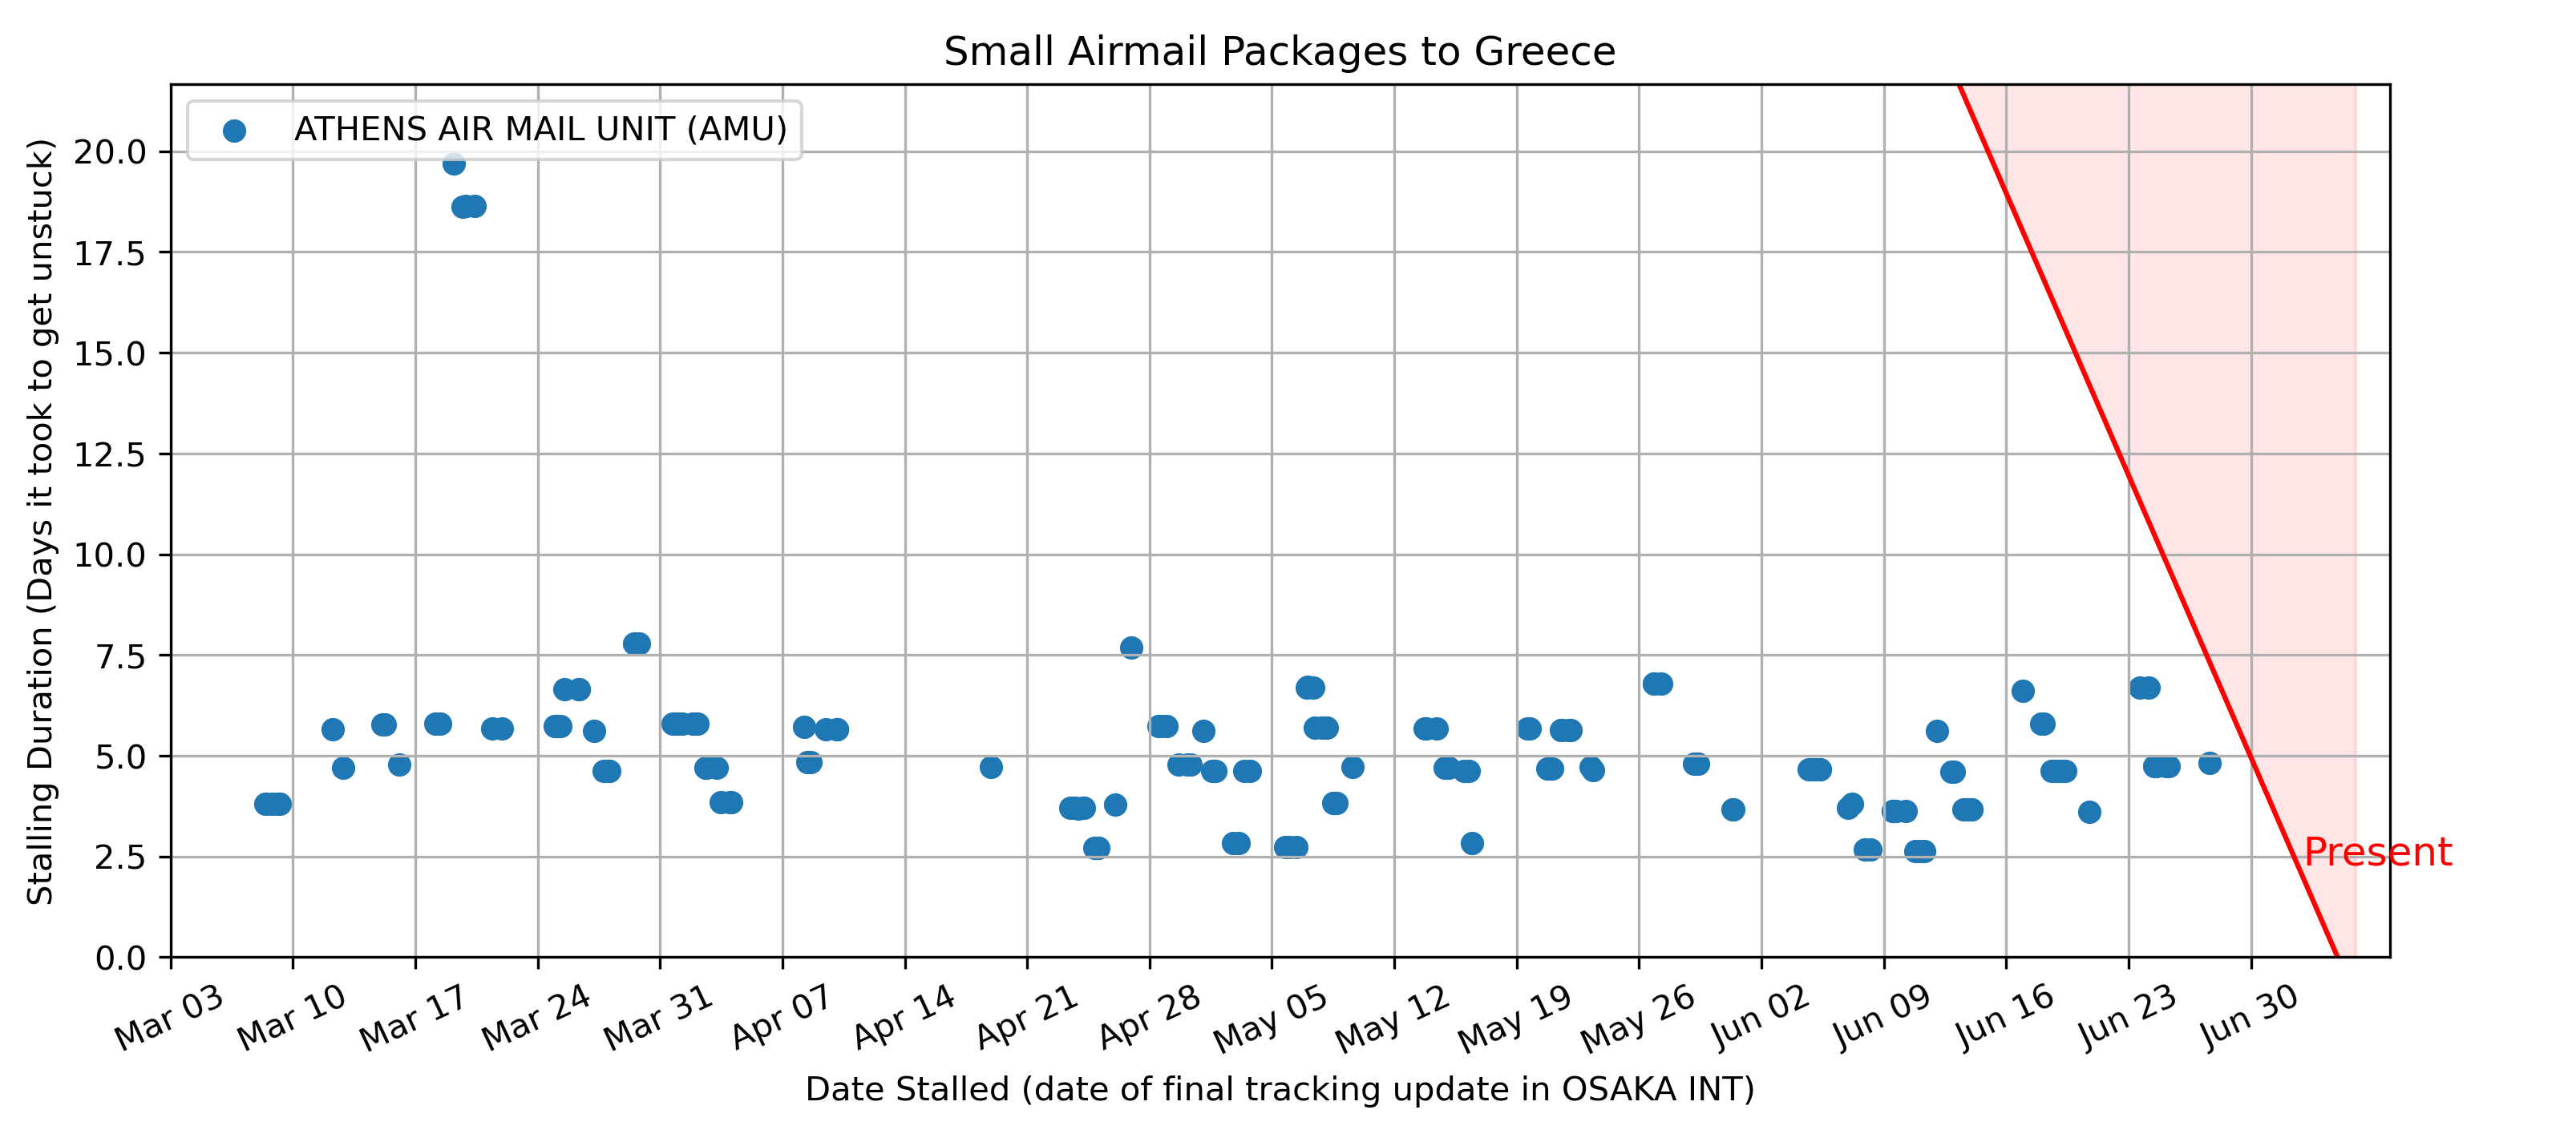 Small Airmail Packages to Greece
ATHENS AIR MAIL UNIT (AMU)
Stalling Duration (Days it took to get unstuck)
20.0
17.5
15.0
12.5
10.0
7.5
5.0
2.5
0.0
Present
Mar 03
Mar 10
Mar 17
Mar 24
Mar 31
Apr 07
Apr 14
Apr 21
Apr 28
May 05
May 12
May 19
May 26
Jun 02
Jun 09
Jun 16
Jun 23
Jun 30
Date Stalled (date of final tracking update in OSAKA INT)